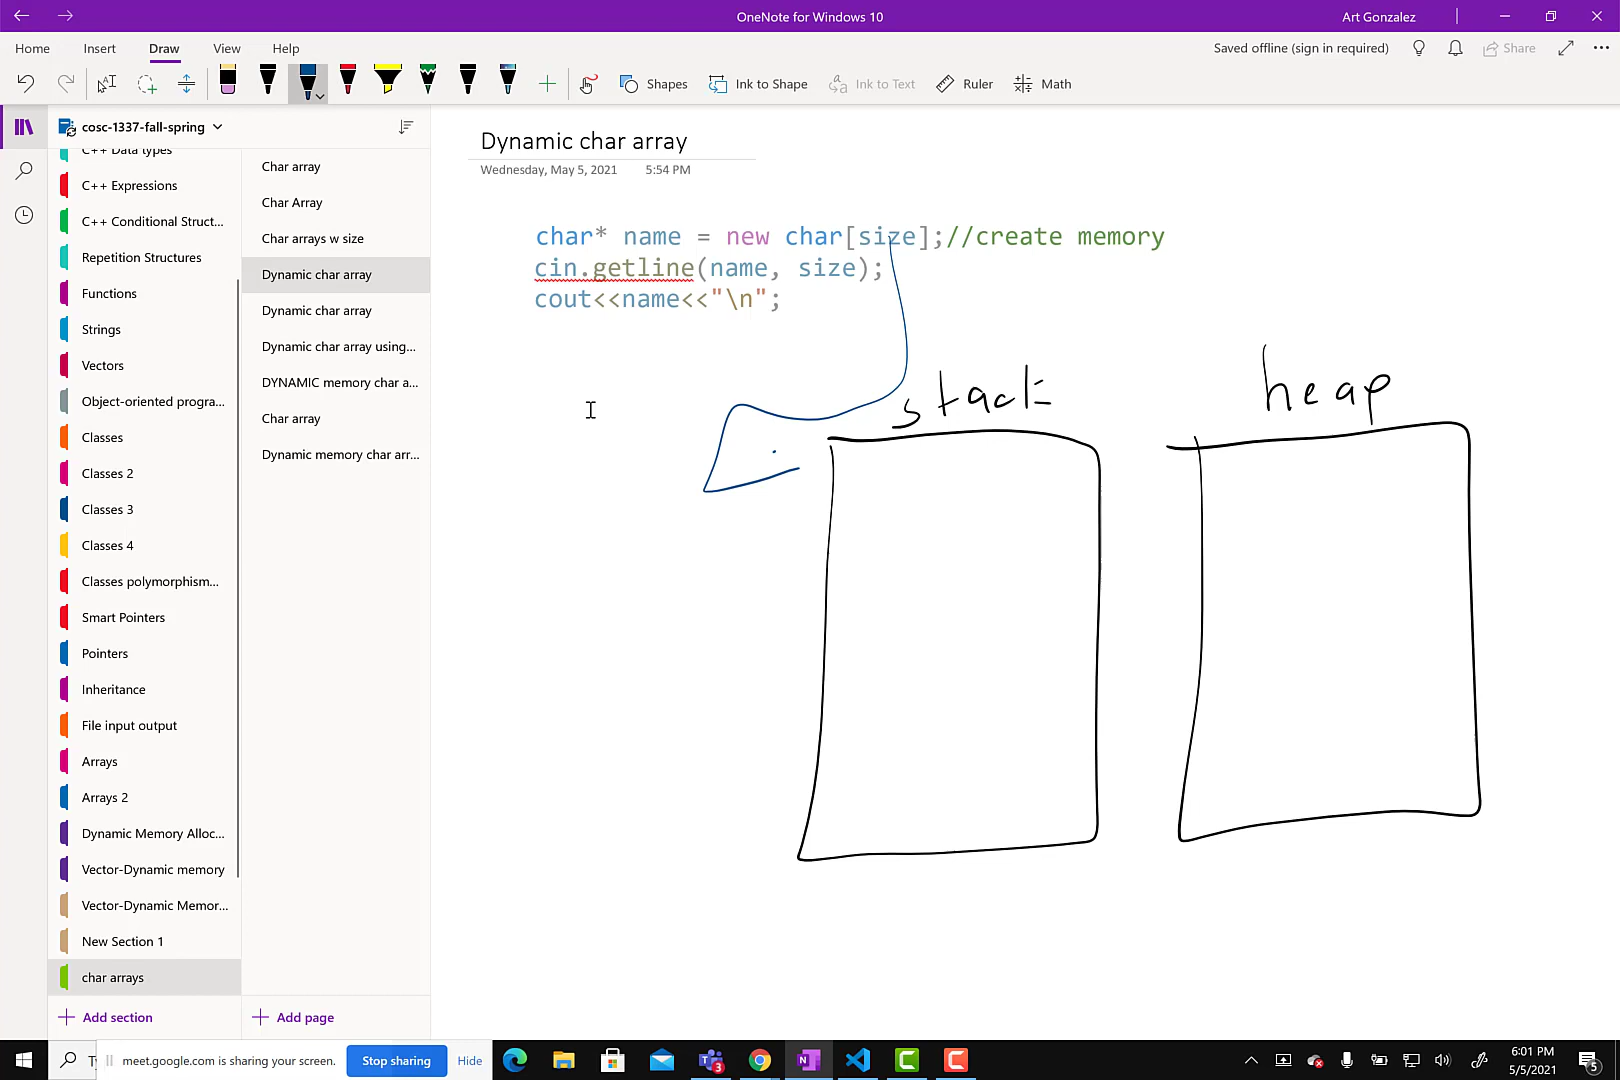 OneNote for Windows 10
Art Gonzalez
Home Insert Draw View Help
Saved offline (sign in required)
Share
Shapes
Ink to Shape
Ink to Text
Ruler
Math
cosc-1337-fall-spring
C++ Data types
C++ Expressions
C++ Conditional Struct...
Repetition Structures
Functions
Strings
Vectors
Object-oriented progra...
Classes
Classes 2
Classes 3
Classes 4
Classes polymorphism...
Smart Pointers
Pointers
Inheritance
File input output
Arrays
Arrays 2
Dynamic Memory Alloc...
Vector-Dynamic memory
Vector-Dynamic Memor...
New Section 1
char arrays
Add section
Char array
Char Array
Char arrays w size
Dynamic char array
Dynamic char array
Dynamic char array using...
DYNAMIC memory char a...
Char array
Dynamic memory char arr...
Add page
Dynamic char array
Wednesday, May 5, 2021 5:54 PM
char* name = new char[size];//create memory
cin.getline(name, size);
cout<<name<<"\n";
stack
heap
meet.google.com is sharing your screen.
Stop sharing
Hide
3
6:01 PM
5/5/2021
5